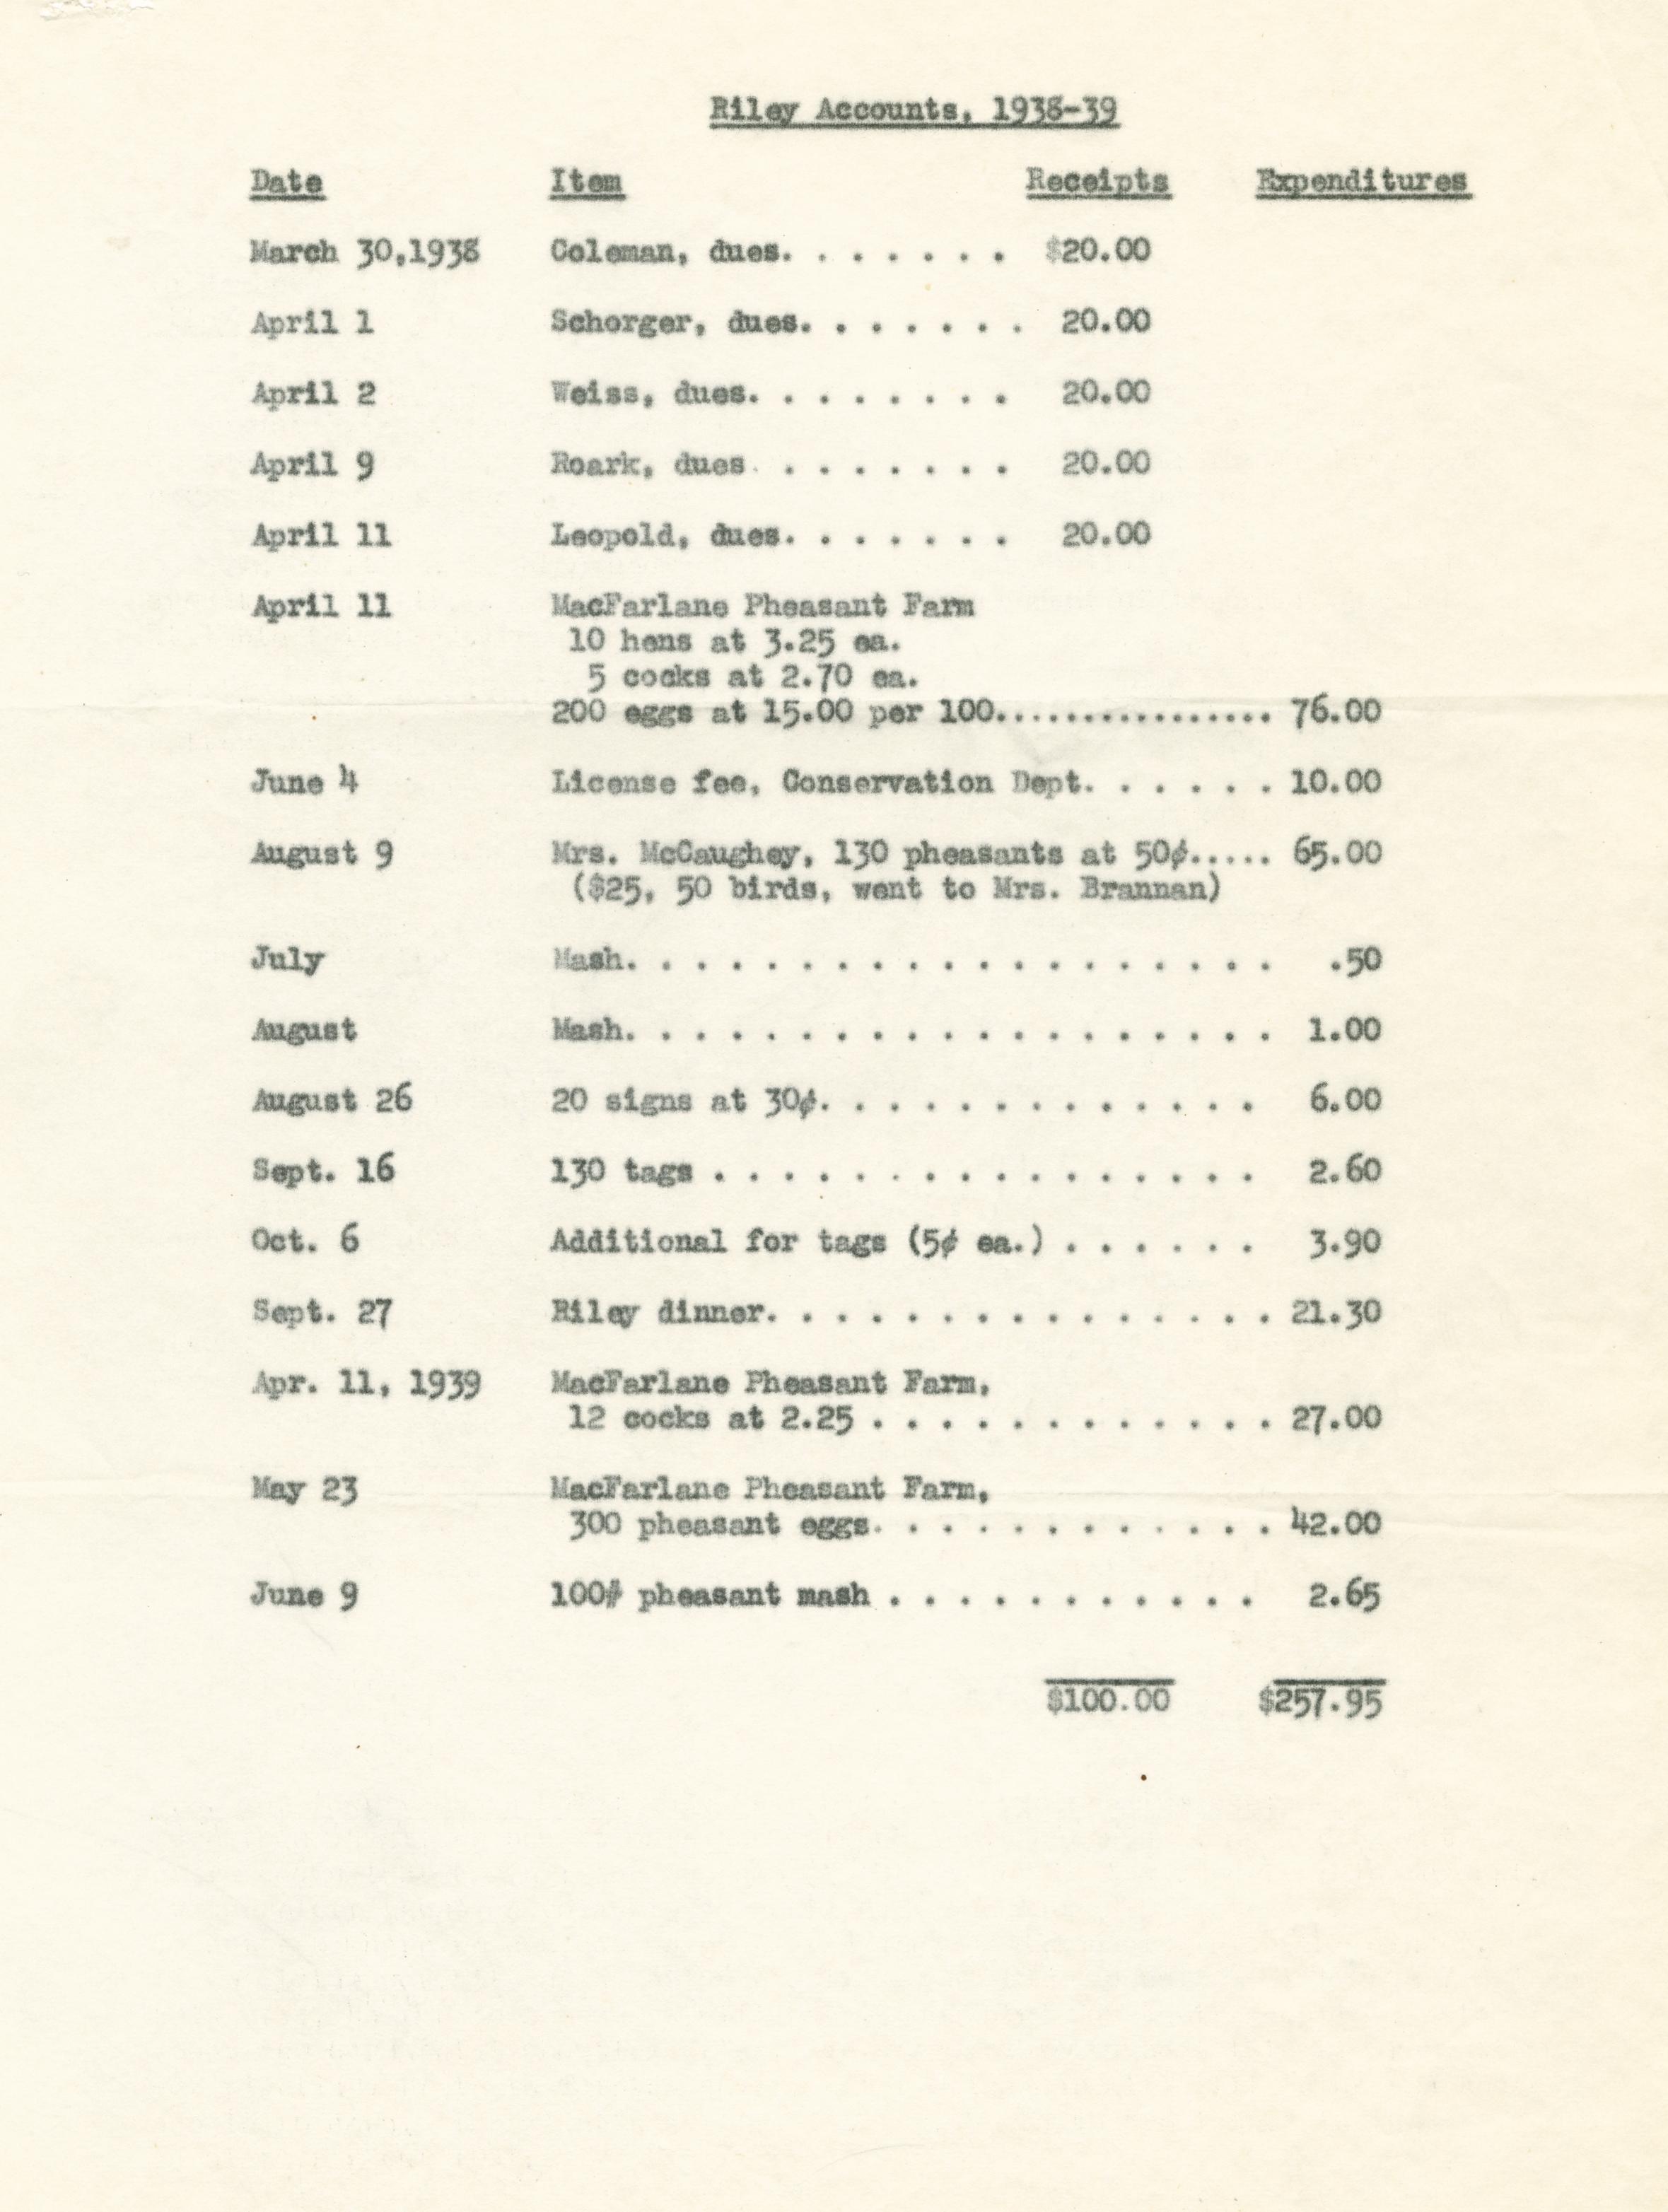 Riley Accounts, 1938-39
Date Item Receipts Expenditures
March 30,1938 Coleman, dues. . . . . . . $20.00
April 1 Schorger, dues. . . . . . . 20.00
April 2 Weiss, dues. . . . . . . . 20.00
April 9 Roark, dues. . . . . . . . 20.00
April 11 Leopold, dues. . . . . . . 20.00
April 11 MacFarlane Pheasant Farm
10 hens at 3.25 ea.
5 cocks at 2.70 ea.
200 eggs at 15.00 per 100................ 76.00
June 4 License fee, Conservation Dept. . . . . . 10.00
August 9 Mrs. McCaughey, 130 pheasants at 50¢..... 65.00
($25, 50 birds, went to Mrs. Brannan)
July Mash. . . . . . . . . . . . . . . . . . . .50
August Mash. . . . . . . . . . . . . . . . . . . 1.00
August 26 20 signs at 30¢. . . . . . . . . . . . . 6.00
Sept. 16 130 tags . . . . . . . . . . . . . . . . 2.60
Oct. 6 Additional for tags (5¢ ea.) . . . . . . 3.90
Sept. 27 Riley dinner. . . . . . . . . . . . . . . 21.30
Apr. 11, 1939 MacFarlane Pheasant Farm,
12 cocks at 2.25 . . . . . . . . . . . . 27.00
May 23 MacFarlane Pheasant Farm,
300 pheasant eggs. . . . . . . . . . . . 42.00
June 9 100# pheasant mash . . . . . . . . . . . 2.65
$100.00 $257.95